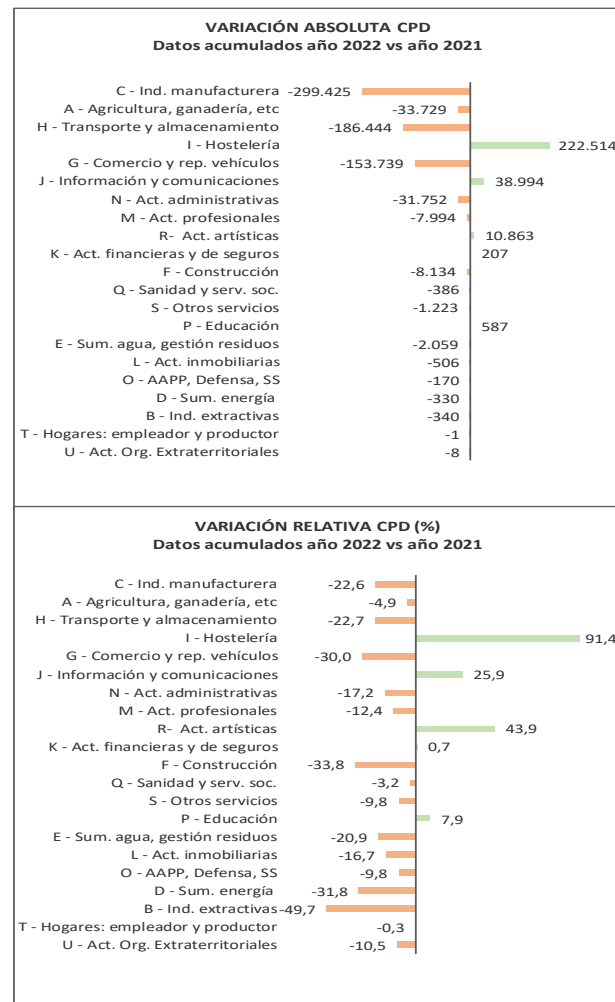 VARIACIÓN ABSOLUTA CPD
Datos acumulados año 2022 vs año 2021
C - Ind. manufacturera -299.425
A - Agricultura, ganadería, etc -33.729
H - Transporte y almacenamiento -186.444
I - Hostelería 222.514
G - Comercio y rep. vehículos -153.739
J - Información y comunicaciones 38.994
N - Act. administrativas -31.752
M - Act. profesionales -7.994
R- Act. artísticas 10.863
K - Act. financieras y de seguros 207
F - Construcción -8.134
Q - Sanidad y serv. soc. -386
S - Otros servicios -1.223
P - Educación 587
E - Sum. agua, gestión residuos -2.059
L - Act. inmobiliarias -506
O - AAPP, Defensa, SS -170
D - Sum. energía -330
B - Ind. extractivas -340
T - Hogares: empleador y productor -1
U - Act. Org. Extraterritoriales -8
VARIACIÓN RELATIVA CPD (%)
Datos acumulados año 2022 vs año 2021
C - Ind. manufacturera -22,6
A - Agricultura, ganadería, etc -4,9
H - Transporte y almacenamiento -22,7
I - Hostelería 91,4
G - Comercio y rep. vehículos -30,0
J - Información y comunicaciones 25,9
N - Act. administrativas -17,2
M - Act. profesionales -12,4
R- Act. artísticas 43,9
K - Act. financieras y de seguros 0,7
F - Construcción -33,8
Q - Sanidad y serv. soc. -3,2
S - Otros servicios -9,8
P - Educación 7,9
E - Sum. agua, gestión residuos -20,9
L - Act. inmobiliarias -16,7
O - AAPP, Defensa, SS -9,8
D - Sum. energía -31,8
B - Ind. extractivas -49,7
T - Hogares: empleador y productor -0,3
U - Act. Org. Extraterritoriales -10,5